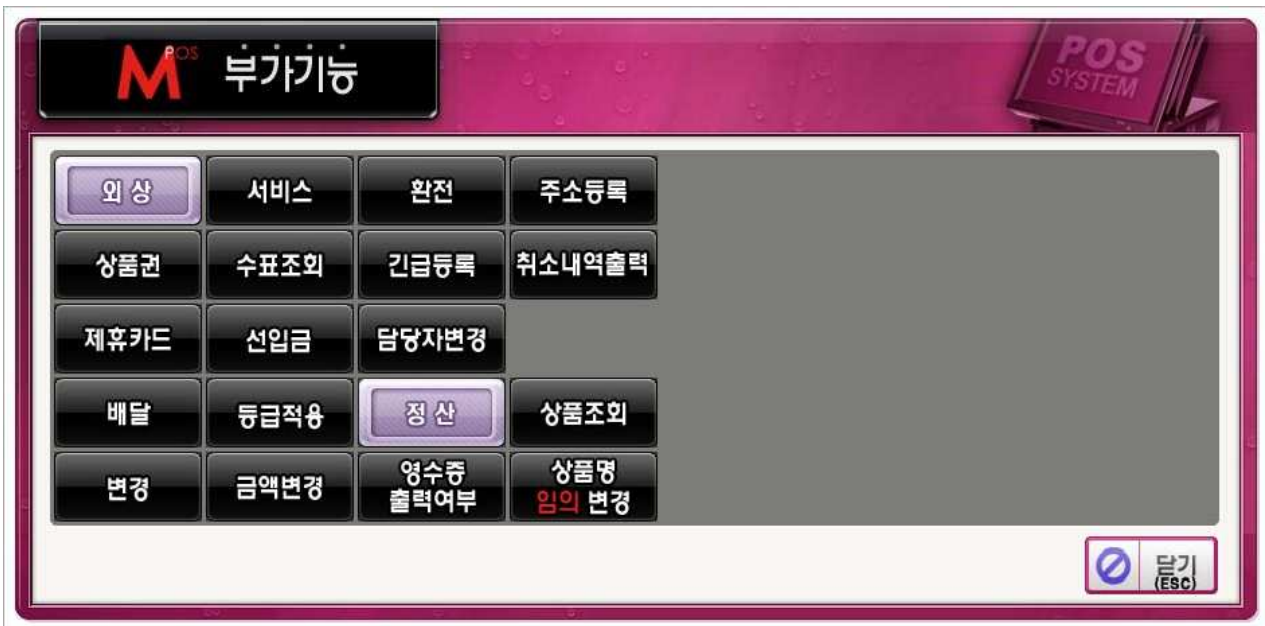 MPOS 부가기능
POS
SYSTEM
외 상 서비스 환전 주소등록
상품권 수표조회 긴급등록 취소내역출력
제휴카드 선입금 담당자변경
배달 등급적용 정 산 상품조회
변경 금액변경 영수증 출력여부 상품명 임의 변경
닫기
(ESC)